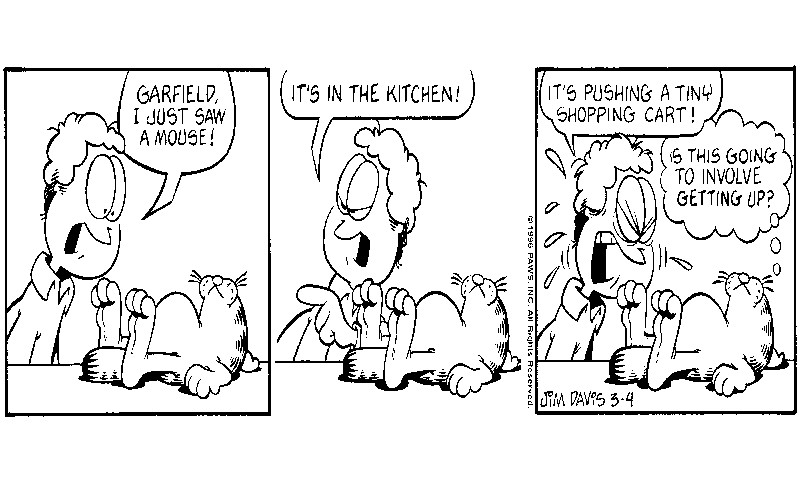 GARFIELD,
I JUST SAW
A MOUSE!
IT'S IN THE KITCHEN!
IT'S PUSHING A TINY
SHOPPING CART!
IS THIS GOING
TO INVOLVE
GETTING UP?
© 1996 PAWS, INC. All Rights Reserved.
JIM DAVIS 3-4